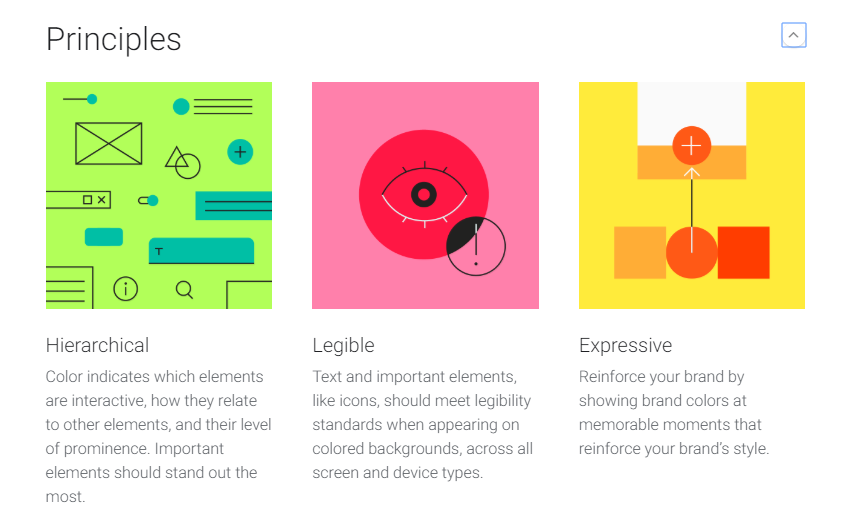 Principles
Hierarchical
Color indicates which elements
are interactive, how they relate
to other elements, and their level
of prominence. Important
elements should stand out the
most.
Legible
Text and important elements,
like icons, should meet legibility
standards when appearing on
colored backgrounds, across all
screen and device types.
Expressive
Reinforce your brand by
showing brand colors at
memorable moments that
reinforce your brand’s style.